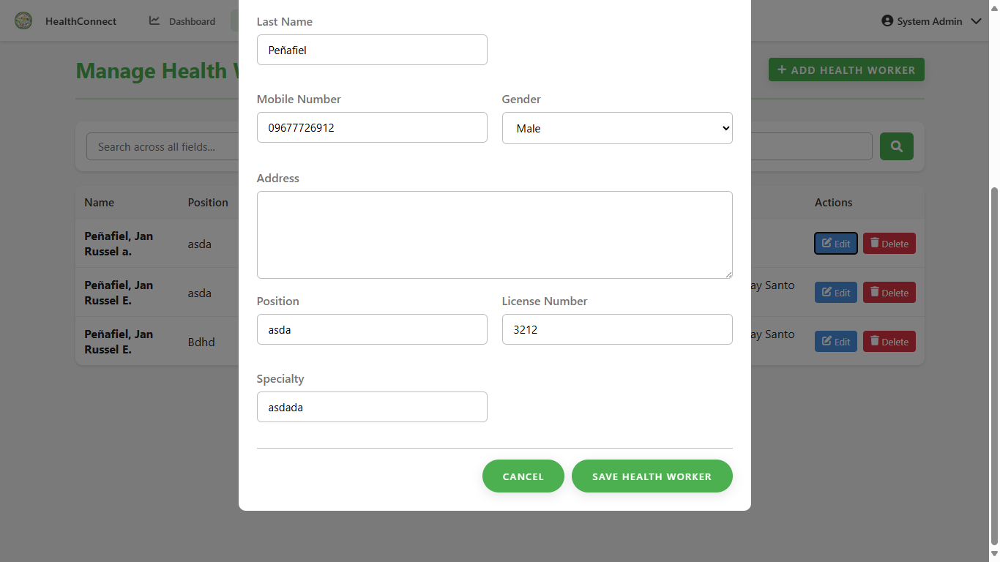 HealthConnect Dashboard System Admin
Manage Health W
+ ADD HEALTH WORKER
Search across all fields...
Name Position Actions
Peñafiel, Jan Russel a. asda Edit Delete
Peñafiel, Jan Russel E. asda ay Santo Edit Delete
Peñafiel, Jan Russel E. Bdhd ay Santo Edit Delete
Last Name
Peñafiel
Mobile Number Gender
09677726912 Male
Address
Position License Number
asda 3212
Specialty
asdada
CANCEL SAVE HEALTH WORKER